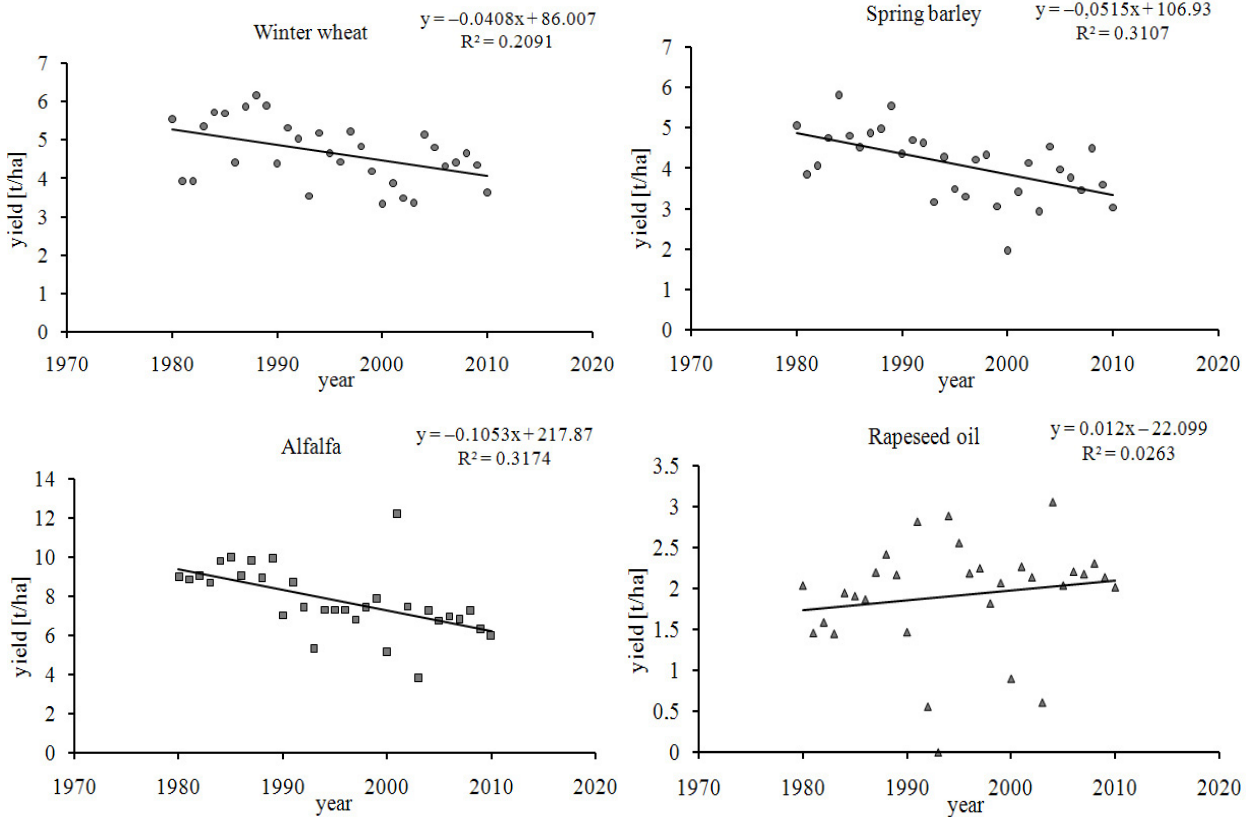 Winter wheat
y = –0.0408x + 86.007
R² = 0.2091
yield [t/ha]
7
6
5
4
3
2
1
0
1970 1980 1990 2000 2010 2020
year
Spring barley
y = –0,0515x + 106.93
R² = 0.3107
yield [t/ha]
7
6
5
4
3
2
1
0
1970 1980 1990 2000 2010 2020
year
Alfalfa
y = –0.1053x + 217.87
R² = 0.3174
yield [t/ha]
14
12
10
8
6
4
2
0
1970 1980 1990 2000 2010 2020
year
Rapeseed oil
y = 0.012x – 22.099
R² = 0.0263
yield [t/ha]
3.5
3
2.5
2
1.5
1
0.5
0
1970 1980 1990 2000 2010 2020
year